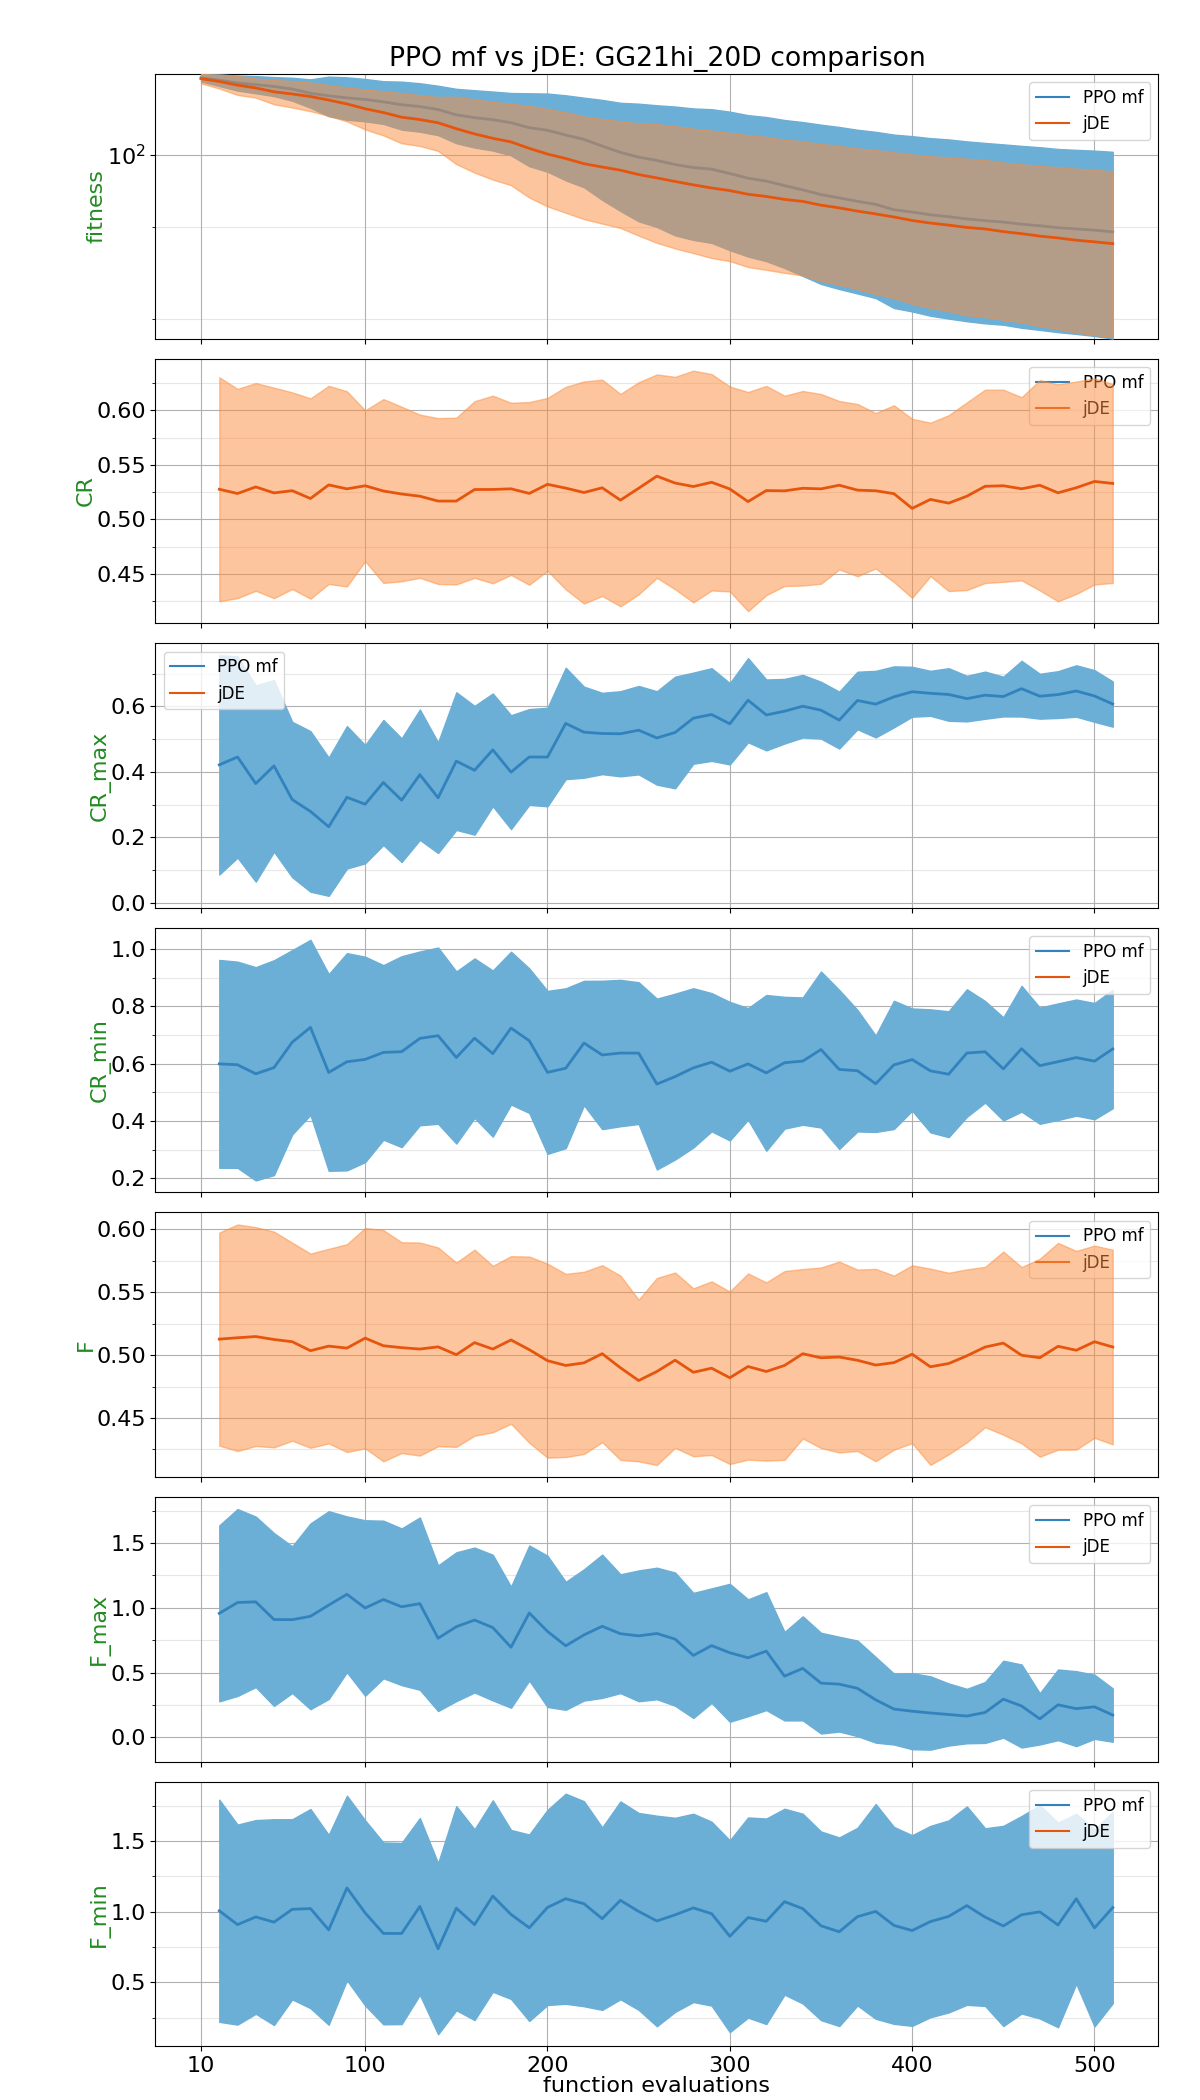 PPO mf vs jDE: GG21hi_20D comparison
PPO mf
jDE
10²
fitness
PPO mf
jDE
0.60
0.55
0.50
0.45
CR
PPO mf
jDE
0.6
0.4
0.2
0.0
CR_max
PPO mf
jDE
1.0
0.8
0.6
0.4
0.2
CR_min
PPO mf
jDE
0.60
0.55
0.50
0.45
F
PPO mf
jDE
1.5
1.0
0.5
0.0
F_max
PPO mf
jDE
1.5
1.0
0.5
F_min
10 100 200 300 400 500
function evaluations